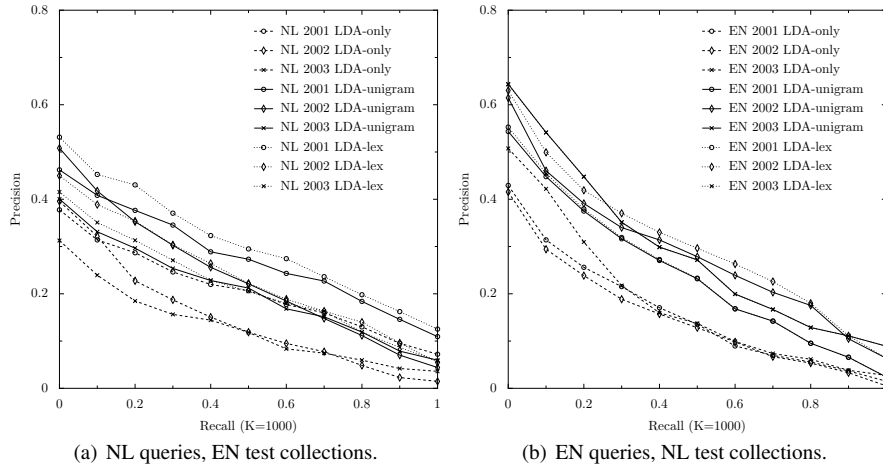 0.8
0.6
0.4
0.2
0
Precision
NL 2001 LDA-only
NL 2002 LDA-only
NL 2003 LDA-only
NL 2001 LDA-unigram
NL 2002 LDA-unigram
NL 2003 LDA-unigram
NL 2001 LDA-lex
NL 2002 LDA-lex
NL 2003 LDA-lex
0 0.2 0.4 0.6 0.8 1
Recall (K=1000)
(a) NL queries, EN test collections.
0.8
0.6
0.4
0.2
0
Precision
EN 2001 LDA-only
EN 2002 LDA-only
EN 2003 LDA-only
EN 2001 LDA-unigram
EN 2002 LDA-unigram
EN 2003 LDA-unigram
EN 2001 LDA-lex
EN 2002 LDA-lex
EN 2003 LDA-lex
0 0.2 0.4 0.6 0.8
Recall (K=1000)
(b) EN queries, NL test collections.